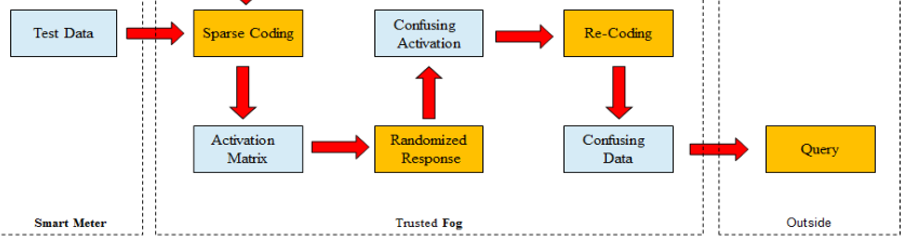 Test Data
Sparse Coding
Confusing
Activation
Re-Coding
Activation
Matrix
Randomized
Response
Confusing
Data
Query
Smart Meter
Trusted Fog
Outside